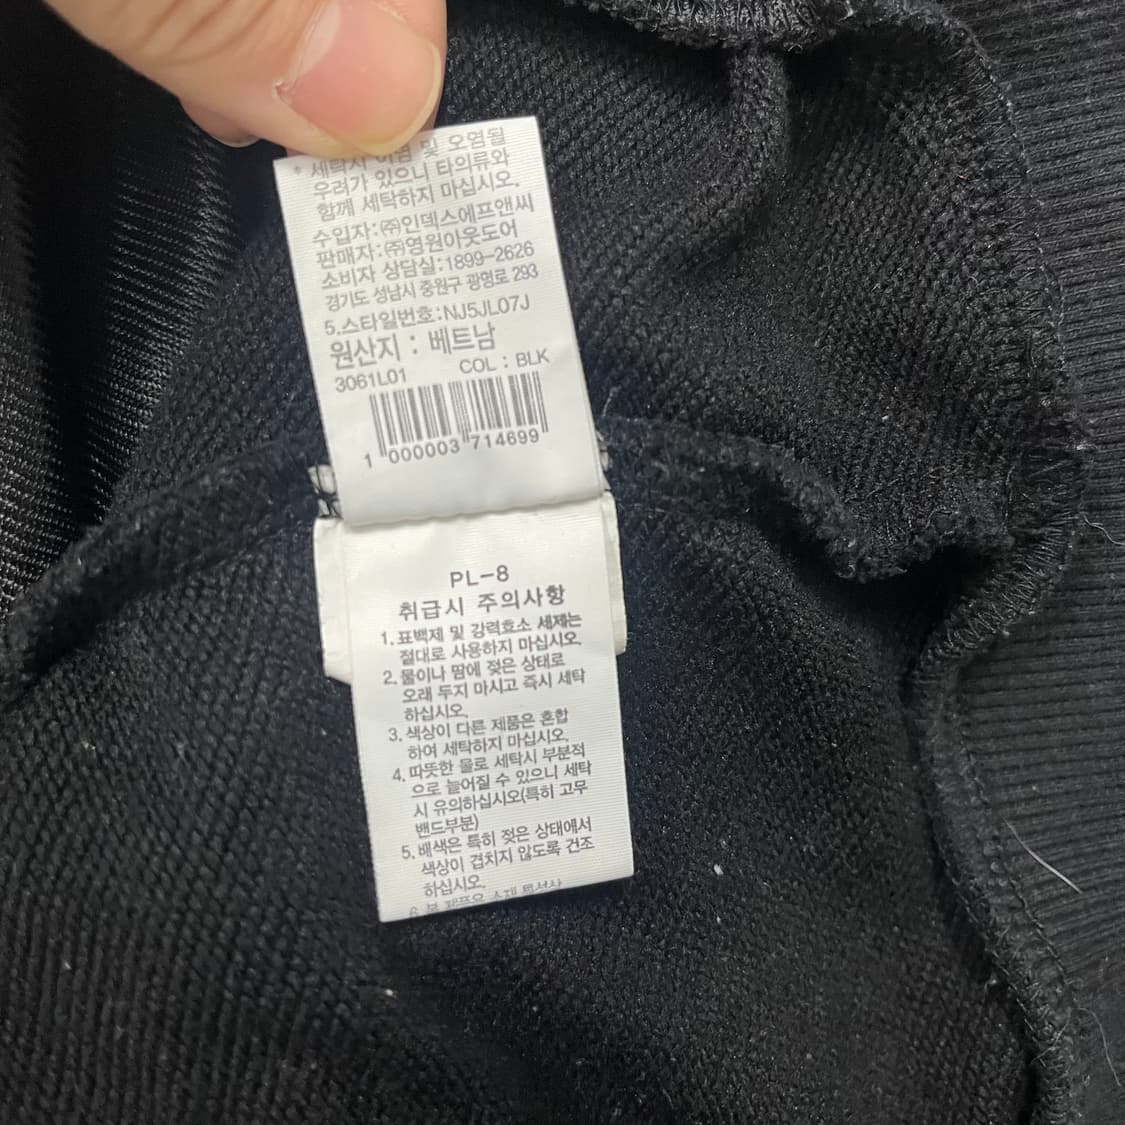 * 세탁시 이염 및 오염될
우려가 있으니 타의류와
함께 세탁하지 마십시오.
수입자:㈜인덱스에프앤씨
판매자:㈜영원아웃도어
소비자 상담실:1899-2626
경기도 성남시 중원구 광명로 293
5.스타일번호:NJ5JL07J
원산지 : 베트남
3061L01 COL : BLK
1 000003 714699
PL-8
취급시 주의사항
1. 표백제 및 강력효소 세제는
절대로 사용하지 마십시오.
2. 물이나 땀에 젖은 상태로
오래 두지 마시고 즉시 세탁
하십시오.
3. 색상이 다른 제품은 혼합
하여 세탁하지 마십시오.
4. 따뜻한 물로 세탁시 부분적
으로 늘어질 수 있으니 세탁
시 유의하십시오(특히 고무
밴드부분)
5. 배색은 특히 젖은 상태에서
색상이 겹치지 않도록 건조
하십시오.
6. 본 제품은 소재 특성상